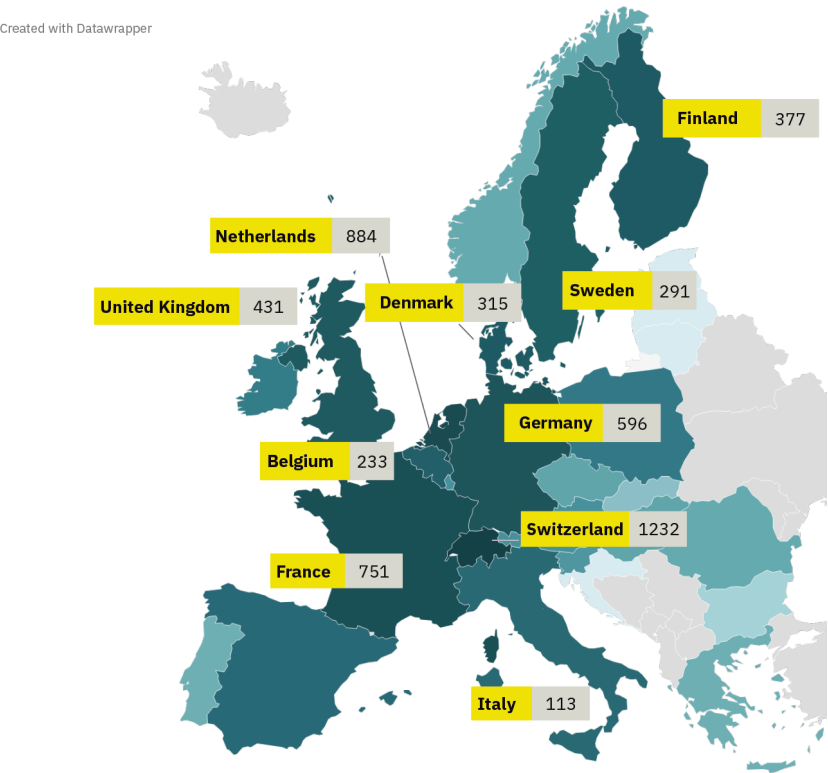 Created with Datawrapper
Finland 377
Netherlands 884
Sweden 291
Denmark 315
United Kingdom 431
Germany 596
Belgium 233
Switzerland 1232
France 751
Italy 113